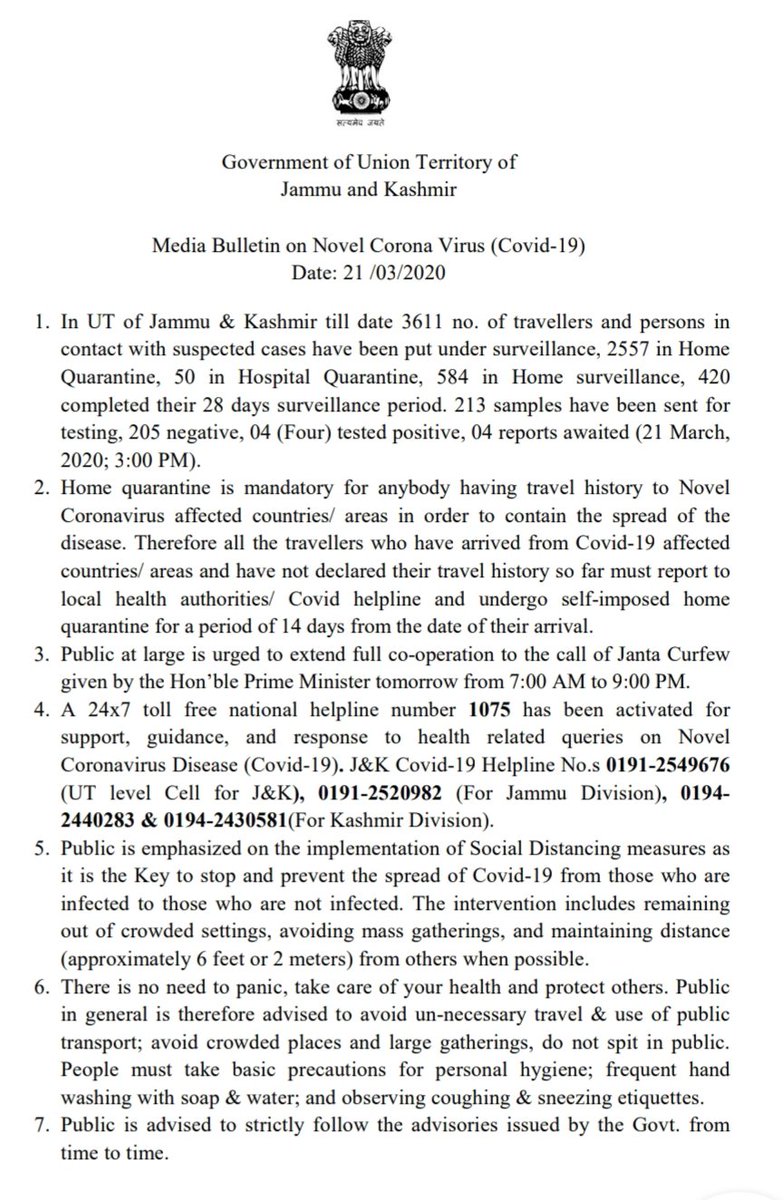 सत्यमेव जयते
Government of Union Territory of
Jammu and Kashmir
Media Bulletin on Novel Corona Virus (Covid-19)
Date: 21 /03/2020
1. In UT of Jammu & Kashmir till date 3611 no. of travellers and persons in
contact with suspected cases have been put under surveillance, 2557 in Home
Quarantine, 50 in Hospital Quarantine, 584 in Home surveillance, 420
completed their 28 days surveillance period. 213 samples have been sent for
testing, 205 negative, 04 (Four) tested positive, 04 reports awaited (21 March,
2020; 3:00 PM).
2. Home quarantine is mandatory for anybody having travel history to Novel
Coronavirus affected countries/ areas in order to contain the spread of the
disease. Therefore all the travellers who have arrived from Covid-19 affected
countries/ areas and have not declared their travel history so far must report to
local health authorities/ Covid helpline and undergo self-imposed home
quarantine for a period of 14 days from the date of their arrival.
3. Public at large is urged to extend full co-operation to the call of Janta Curfew
given by the Hon’ble Prime Minister tomorrow from 7:00 AM to 9:00 PM.
4. A 24x7 toll free national helpline number 1075 has been activated for
support, guidance, and response to health related queries on Novel
Coronavirus Disease (Covid-19). J&K Covid-19 Helpline No.s 0191-2549676
(UT level Cell for J&K), 0191-2520982 (For Jammu Division), 0194-
2440283 & 0194-2430581(For Kashmir Division).
5. Public is emphasized on the implementation of Social Distancing measures as
it is the Key to stop and prevent the spread of Covid-19 from those who are
infected to those who are not infected. The intervention includes remaining
out of crowded settings, avoiding mass gatherings, and maintaining distance
(approximately 6 feet or 2 meters) from others when possible.
6. There is no need to panic, take care of your health and protect others. Public
in general is therefore advised to avoid un-necessary travel & use of public
transport; avoid crowded places and large gatherings, do not spit in public.
People must take basic precautions for personal hygiene; frequent hand
washing with soap & water; and observing coughing & sneezing etiquettes.
7. Public is advised to strictly follow the advisories issued by the Govt. from
time to time.